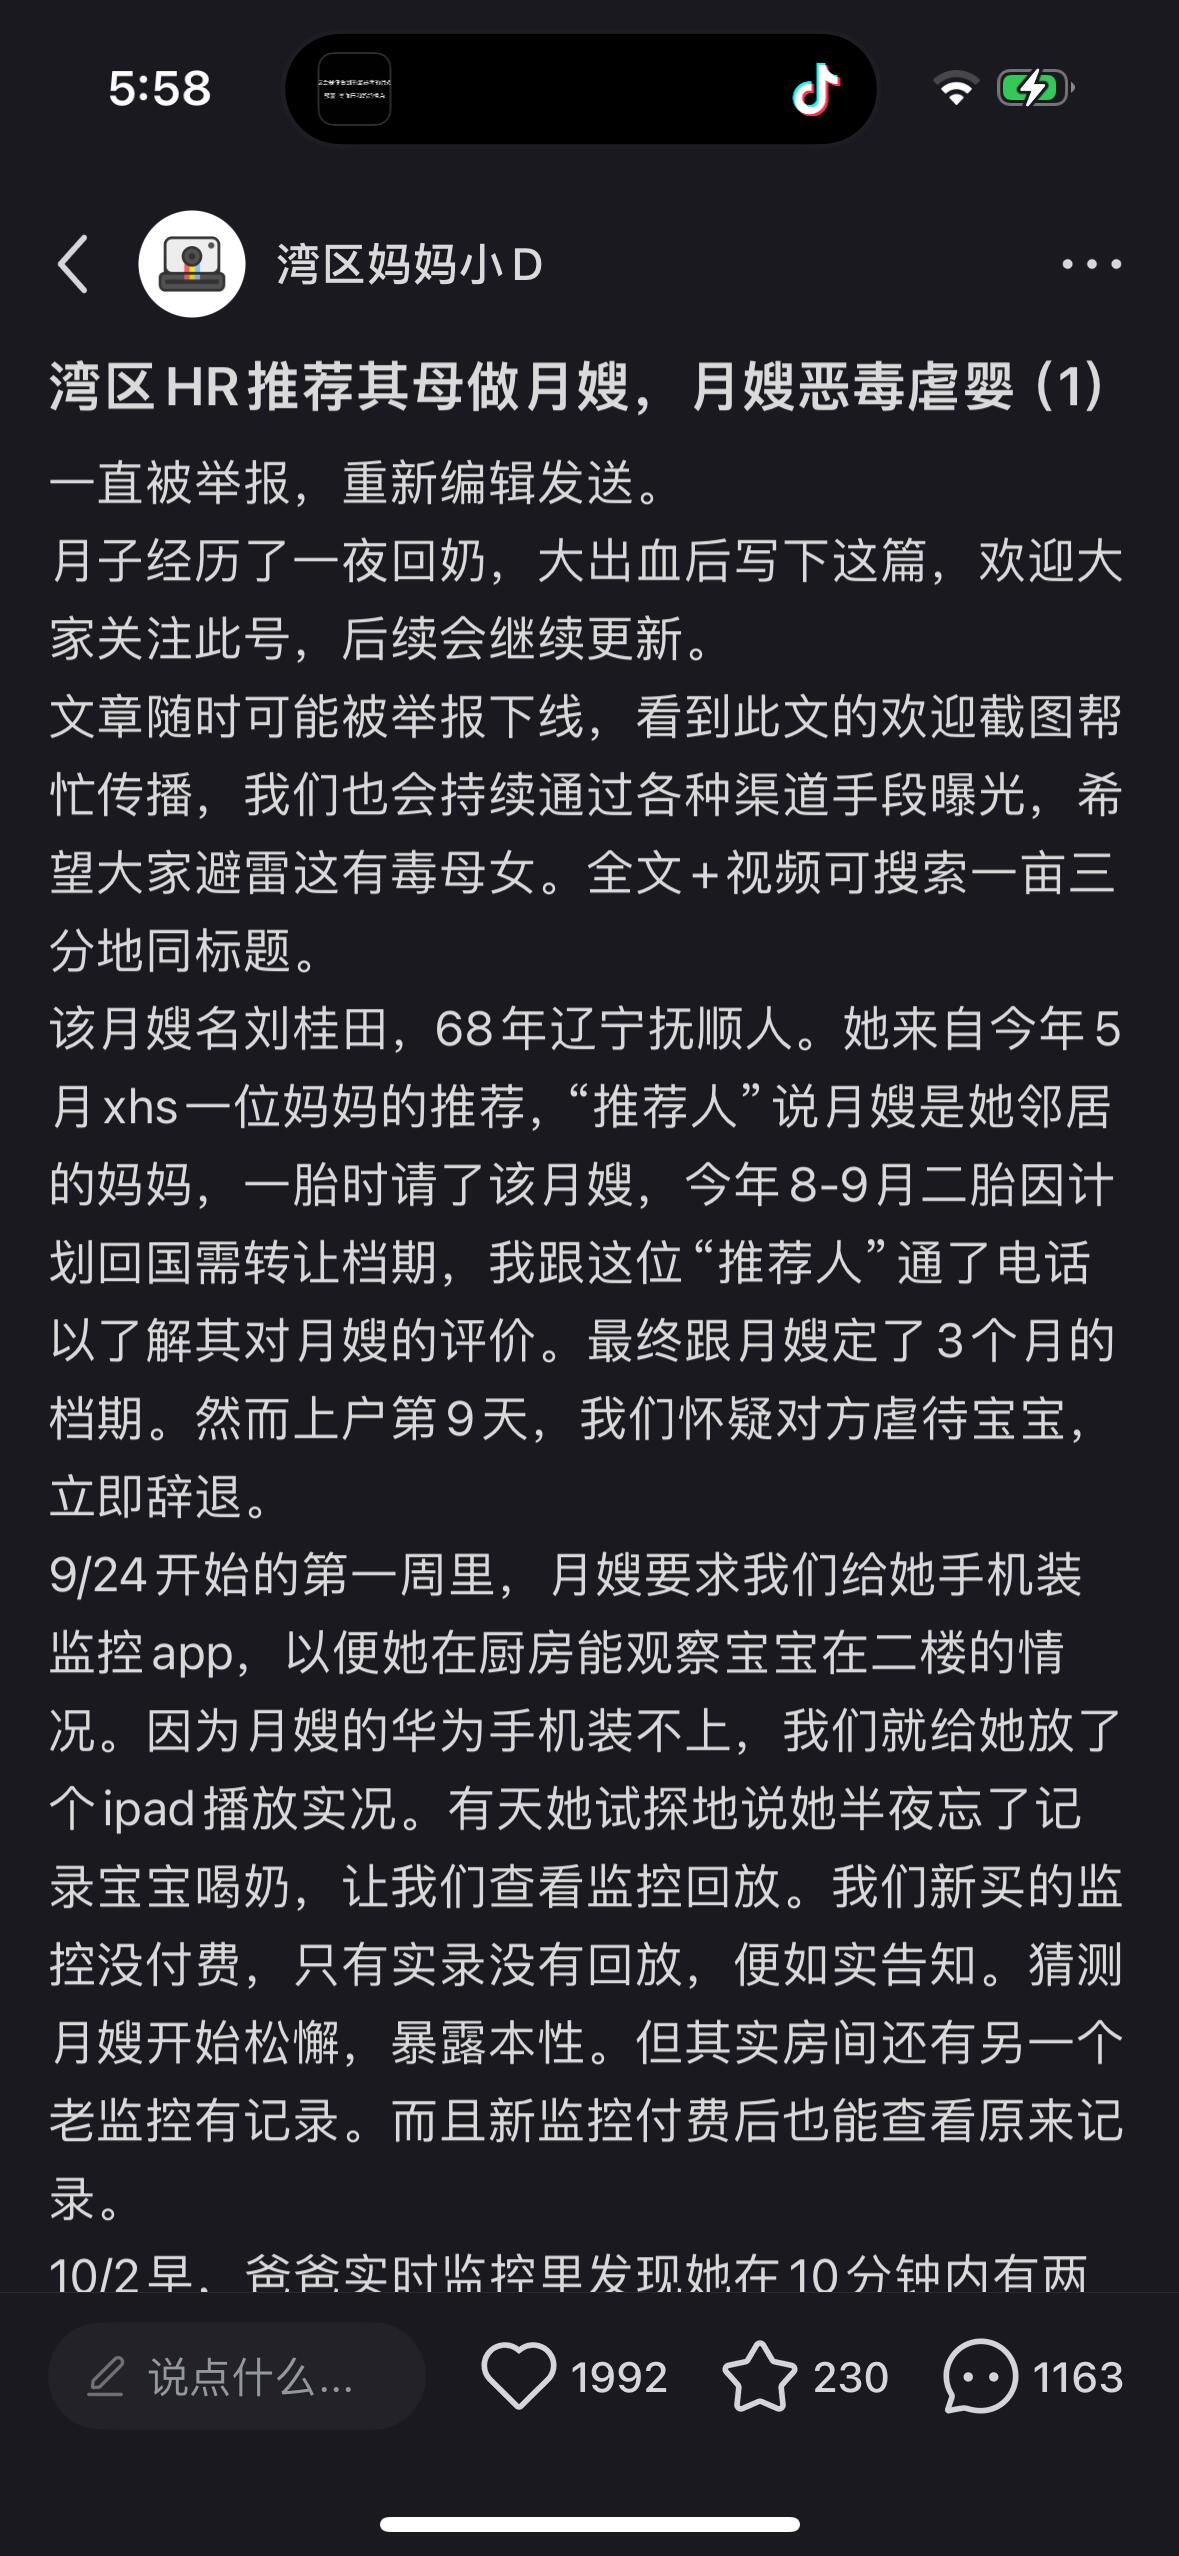 5:58
湾区妈妈小D
湾区HR推荐其母做月嫂，月嫂恶毒虐婴（1）
一直被举报，重新编辑发送。
月子经历了一夜回奶，大出血后写下这篇，欢迎大
家关注此号，后续会继续更新。
文章随时可能被举报下线，看到此文的欢迎截图帮
忙传播，我们也会持续通过各种渠道手段曝光，希
望大家避雷这有毒母女。全文+视频可搜索一亩三
分地同标题。
该月嫂名刘桂田，68年辽宁抚顺人。她来自今年5
月xhs一位妈妈的推荐，“推荐人”说月嫂是她邻居
的妈妈，一胎时请了该月嫂，今年8-9月二胎因计
划回国需转让档期，我跟这位“推荐人”通了电话
以了解其对月嫂的评价。最终跟月嫂定了3个月的
档期。然而上户第9天，我们怀疑对方虐待宝宝，
立即辞退。
9/24开始的第一周里，月嫂要求我们给她手机装
监控app，以便她在厨房能观察宝宝在二楼的情
况。因为月嫂的华为手机装不上，我们就给她放了
个ipad播放实况。有天她试探地说她半夜忘了记
录宝宝喝奶，让我们查看监控回放。我们新买的监
控没付费，只有实录没有回放，便如实告知。猜测
月嫂开始松懈，暴露本性。但其实房间还有另一个
老监控有记录。而且新监控付费后也能查看原来记
录。
10/2早，爸爸实时监控里发现她在10分钟内有两
说点什么...
1992
230
1163